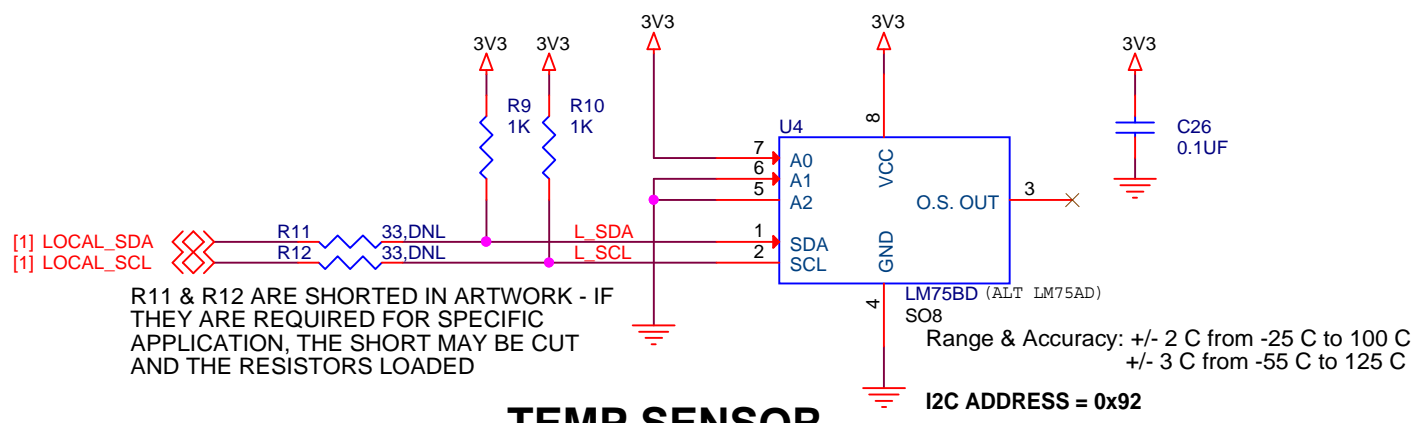 3V3
3V3
3V3
3V3
3V3
R9
1K
R10
1K
U4
8
C26
0.1UF
7
A0
VCC
6
A1
5
A2
O.S. OUT
3
[1] LOCAL_SDA
R11
33,DNL
L_SDA
1
SDA
[1] LOCAL_SCL
R12
33,DNL
L_SCL
2
SCL
GND
4
R11 & R12 ARE SHORTED IN ARTWORK - IF
THEY ARE REQUIRED FOR SPECIFIC
APPLICATION, THE SHORT MAY BE CUT
AND THE RESISTORS LOADED
LM75BD (ALT LM75AD)
SO8
Range & Accuracy: +/- 2 C from -25 C to 100 C
+/- 3 C from -55 C to 125 C
I2C ADDRESS = 0x92
TEMP SENSOR